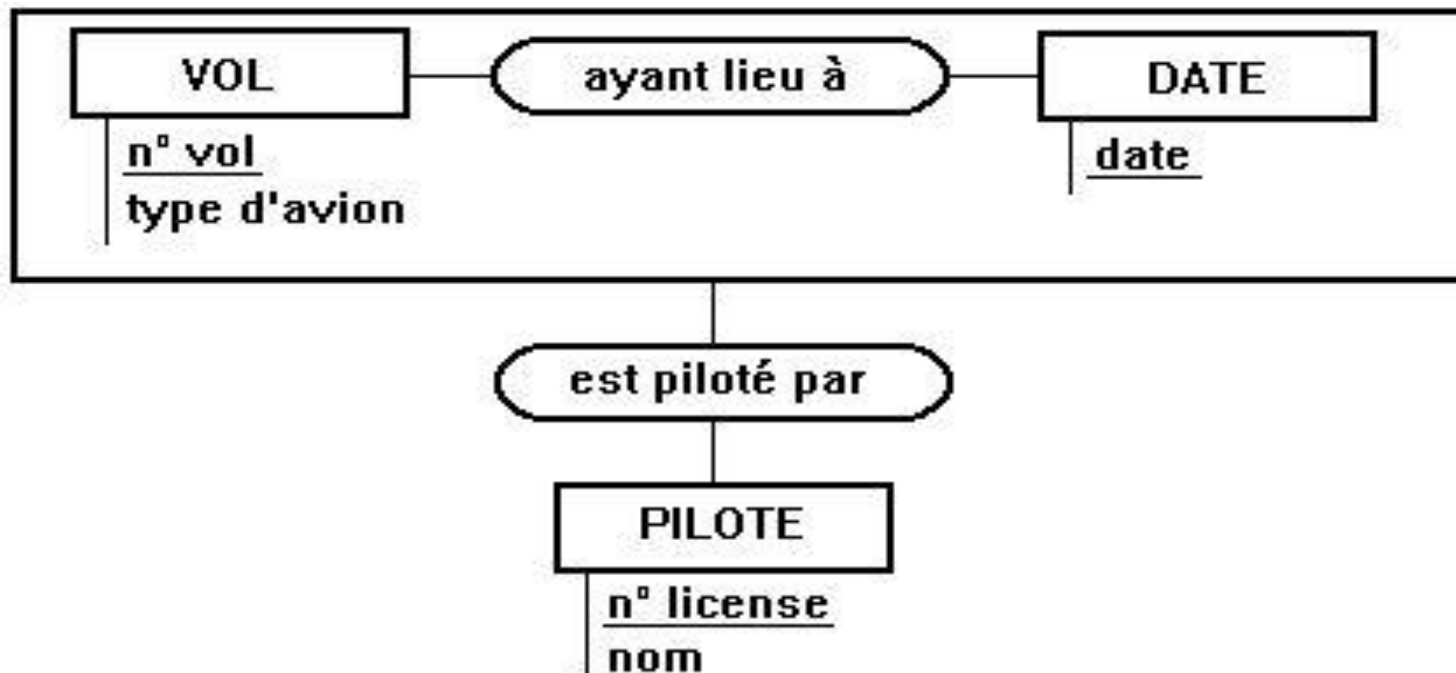 VOL
ayant lieu à
DATE
n° vol
date
type d'avion
est piloté par
PILOTE
n° license
nom